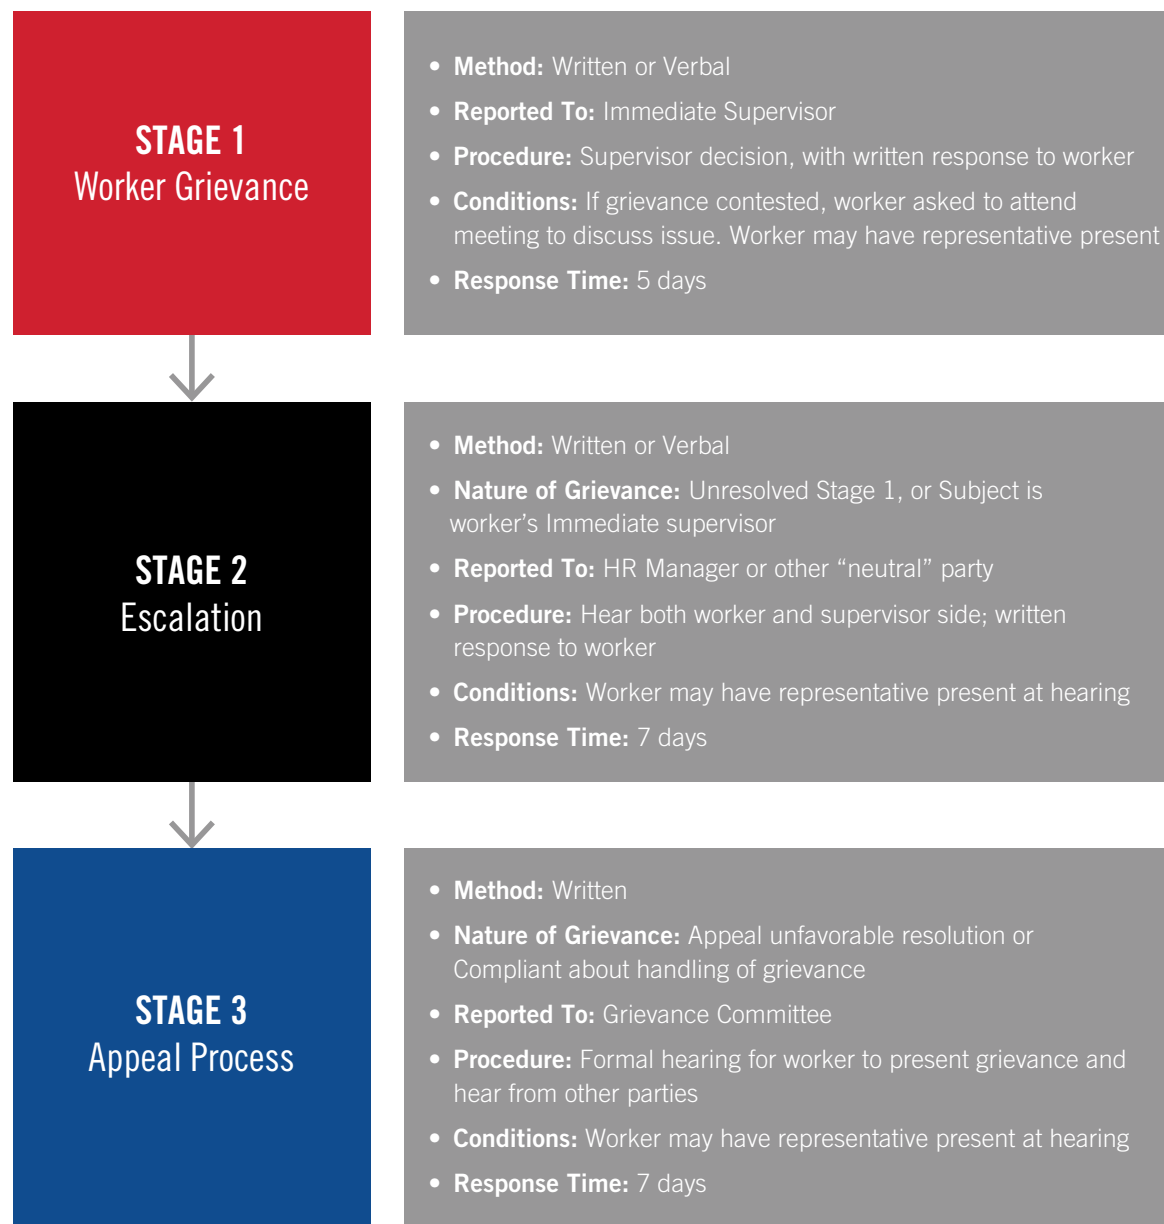 STAGE 1
Worker Grievance
• Method: Written or Verbal
• Reported To: Immediate Supervisor
• Procedure: Supervisor decision, with written response to worker
• Conditions: If grievance contested, worker asked to attend
meeting to discuss issue. Worker may have representative present
• Response Time: 5 days
STAGE 2
Escalation
• Method: Written or Verbal
• Nature of Grievance: Unresolved Stage 1, or Subject is
worker’s Immediate supervisor
• Reported To: HR Manager or other “neutral” party
• Procedure: Hear both worker and supervisor side; written
response to worker
• Conditions: Worker may have representative present at hearing
• Response Time: 7 days
STAGE 3
Appeal Process
• Method: Written
• Nature of Grievance: Appeal unfavorable resolution or
Compliant about handling of grievance
• Reported To: Grievance Committee
• Procedure: Formal hearing for worker to present grievance and
hear from other parties
• Conditions: Worker may have representative present at hearing
• Response Time: 7 days